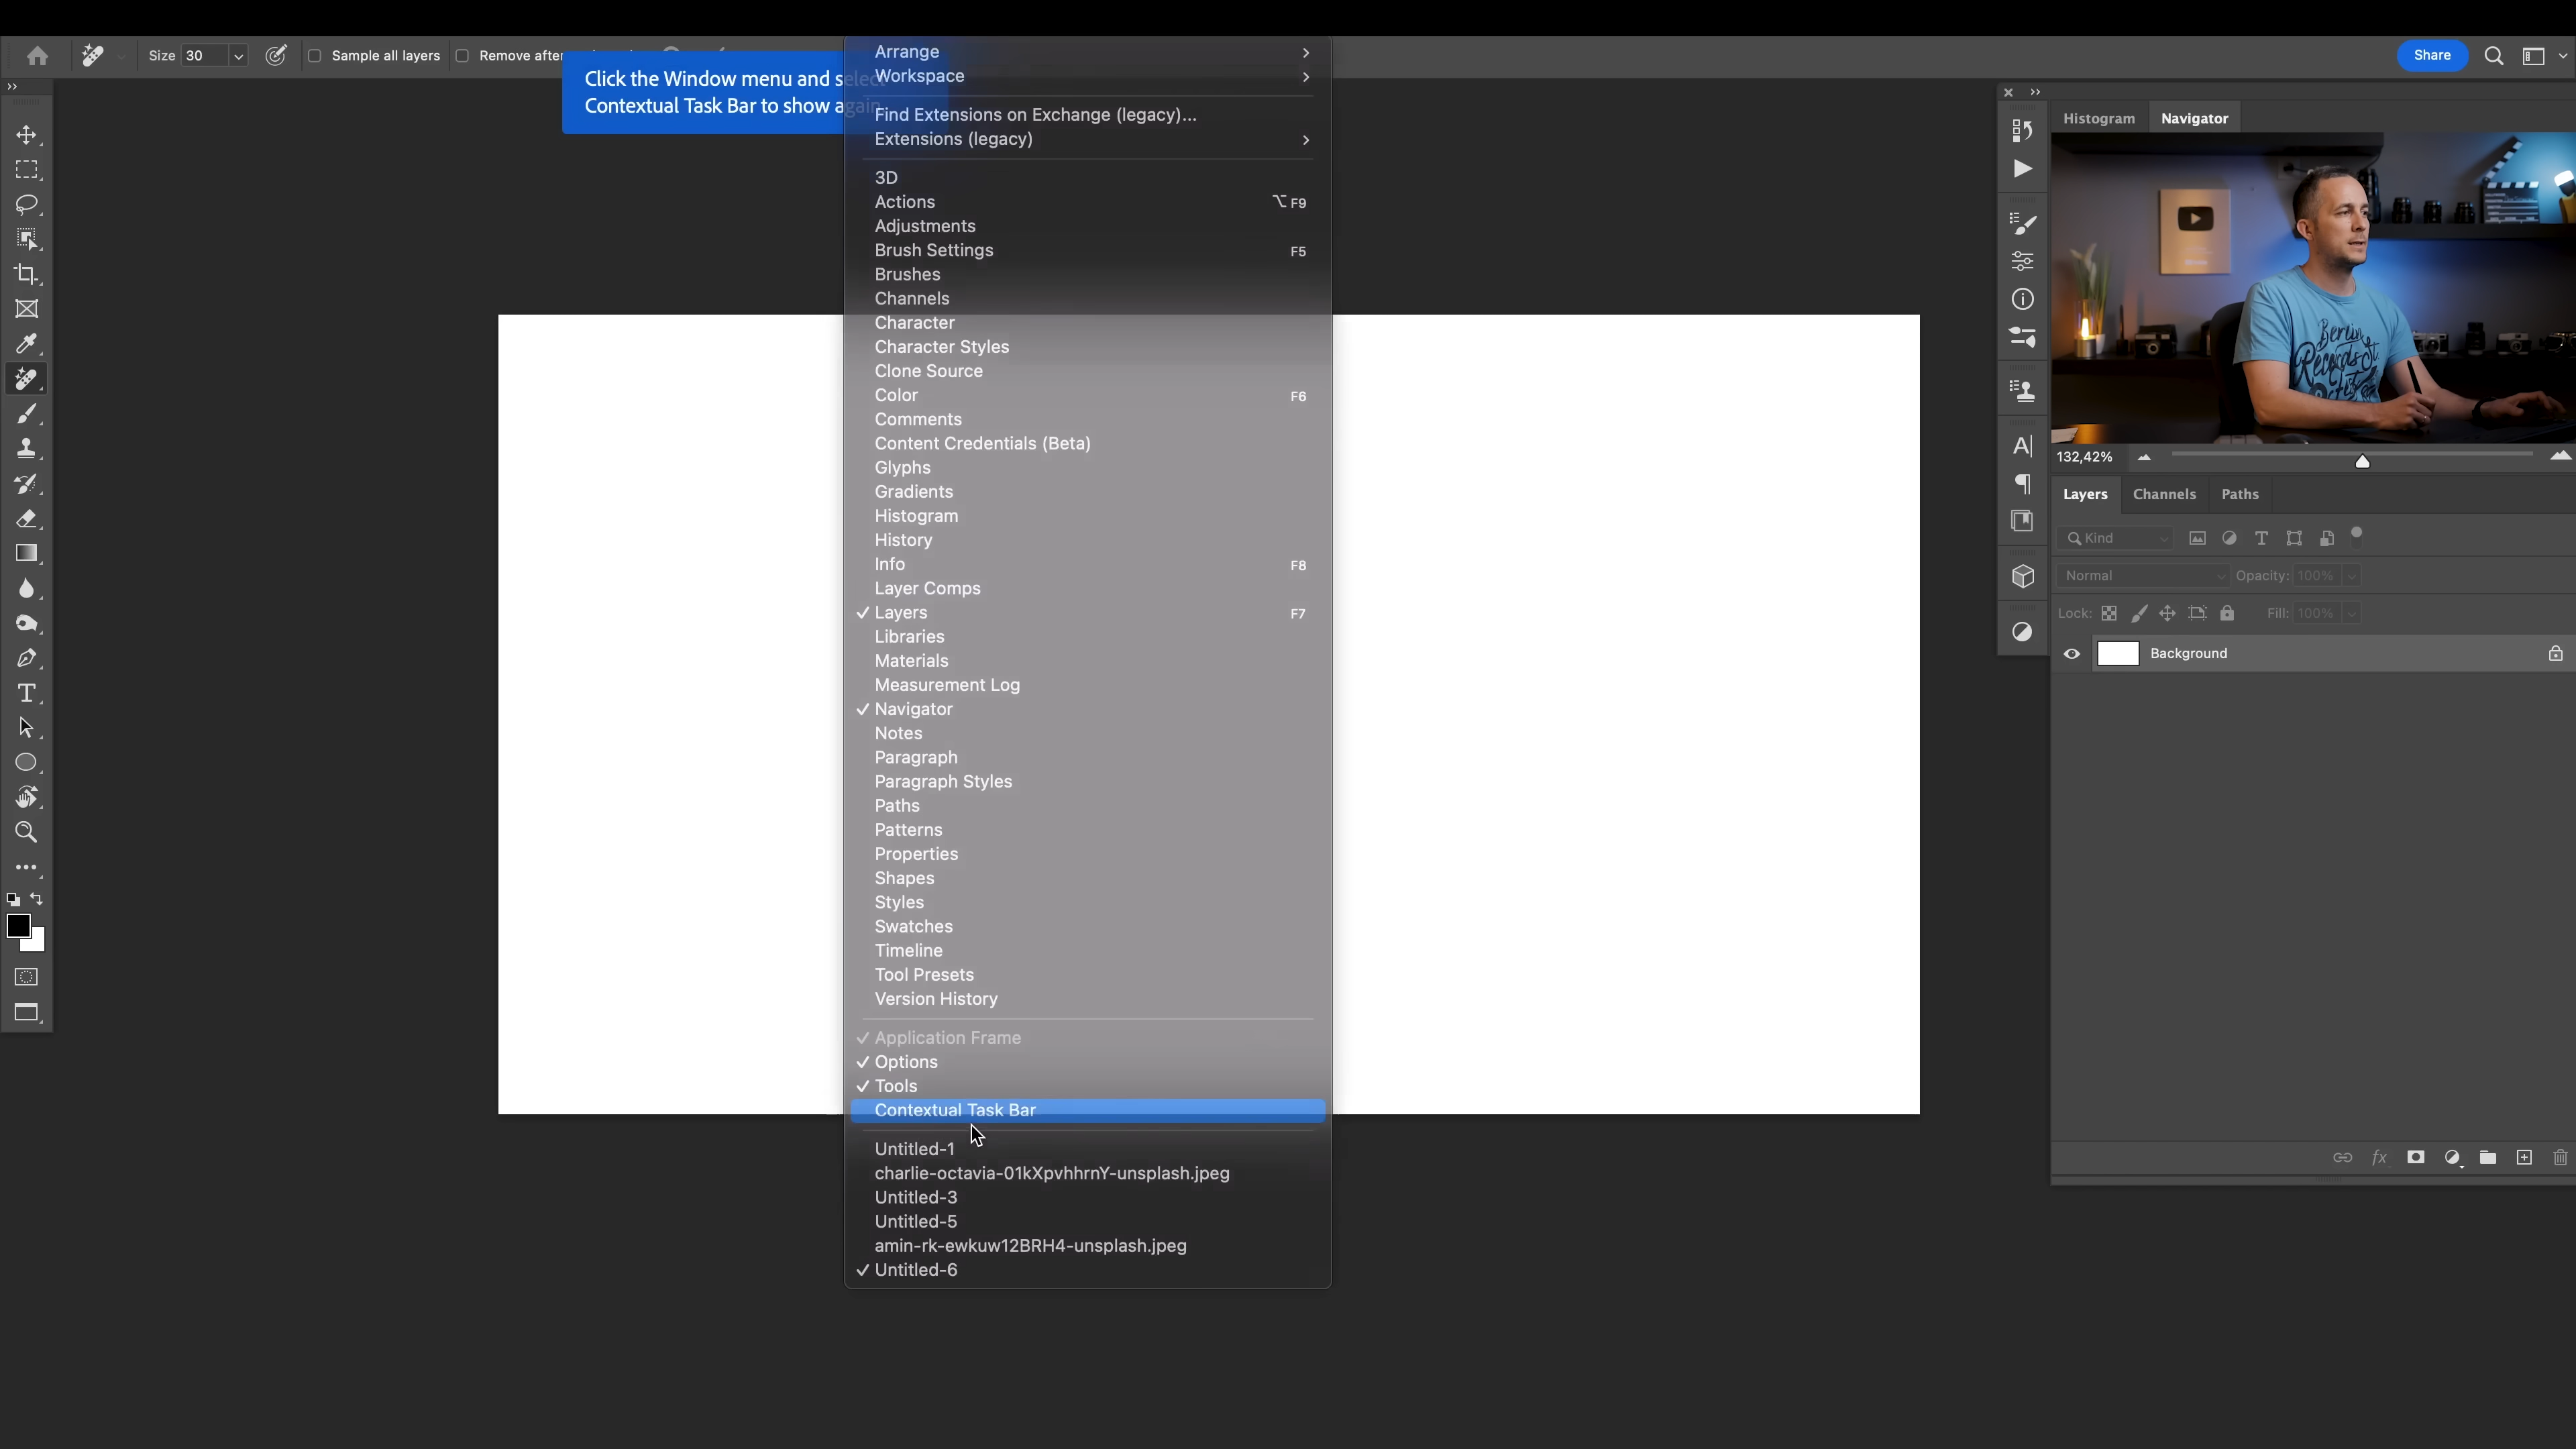 Size 30 Sample all layers Remove after
Share
Click the Window menu and select
Contextual Task Bar to show again
Arrange
Workspace
Find Extensions on Exchange (legacy)...
Extensions (legacy)
3D
Actions ⌥ F9
Adjustments
Brush Settings F5
Brushes
Channels
Character
Character Styles
Clone Source
Color F6
Comments
Content Credentials (Beta)
Glyphs
Gradients
Histogram
History
Info F8
Layer Comps
✓ Layers F7
Libraries
Materials
Measurement Log
✓ Navigator
Notes
Paragraph
Paragraph Styles
Paths
Patterns
Properties
Shapes
Styles
Swatches
Timeline
Tool Presets
Version History
✓ Application Frame
✓ Options
✓ Tools
Contextual Task Bar
Untitled-1
charlie-octavia-01kXpvhhrnY-unsplash.jpeg
Untitled-3
Untitled-5
amin-rk-ewkuw12BRH4-unsplash.jpeg
✓ Untitled-6
Histogram Navigator
Berlin
Records
132,42%
Layers Channels Paths
Kind
Normal Opacity: 100%
Lock: Fill: 100%
Background
fx